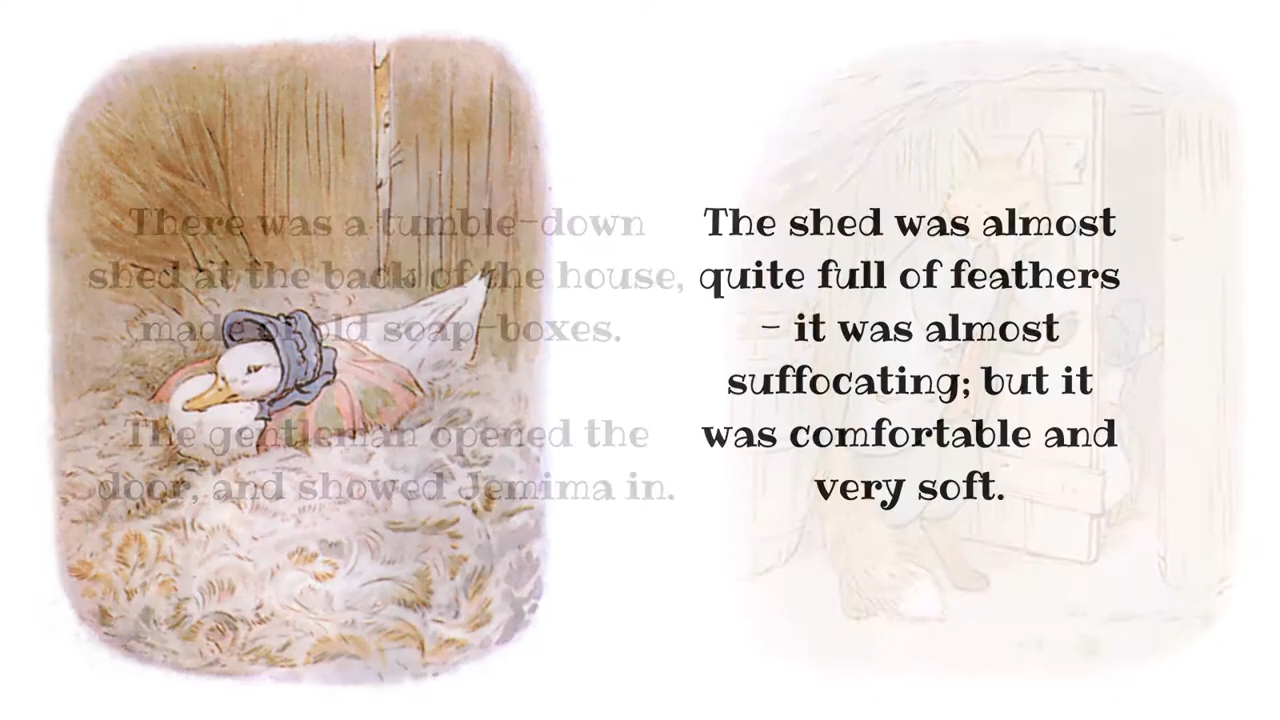 There was a tumble-down
shed at the back of the house,
made of old soap-boxes.
The gentleman opened the
door, and showed Jemima in.
The shed was almost
quite full of feathers
– it was almost
suffocating; but it
was comfortable and
very soft.